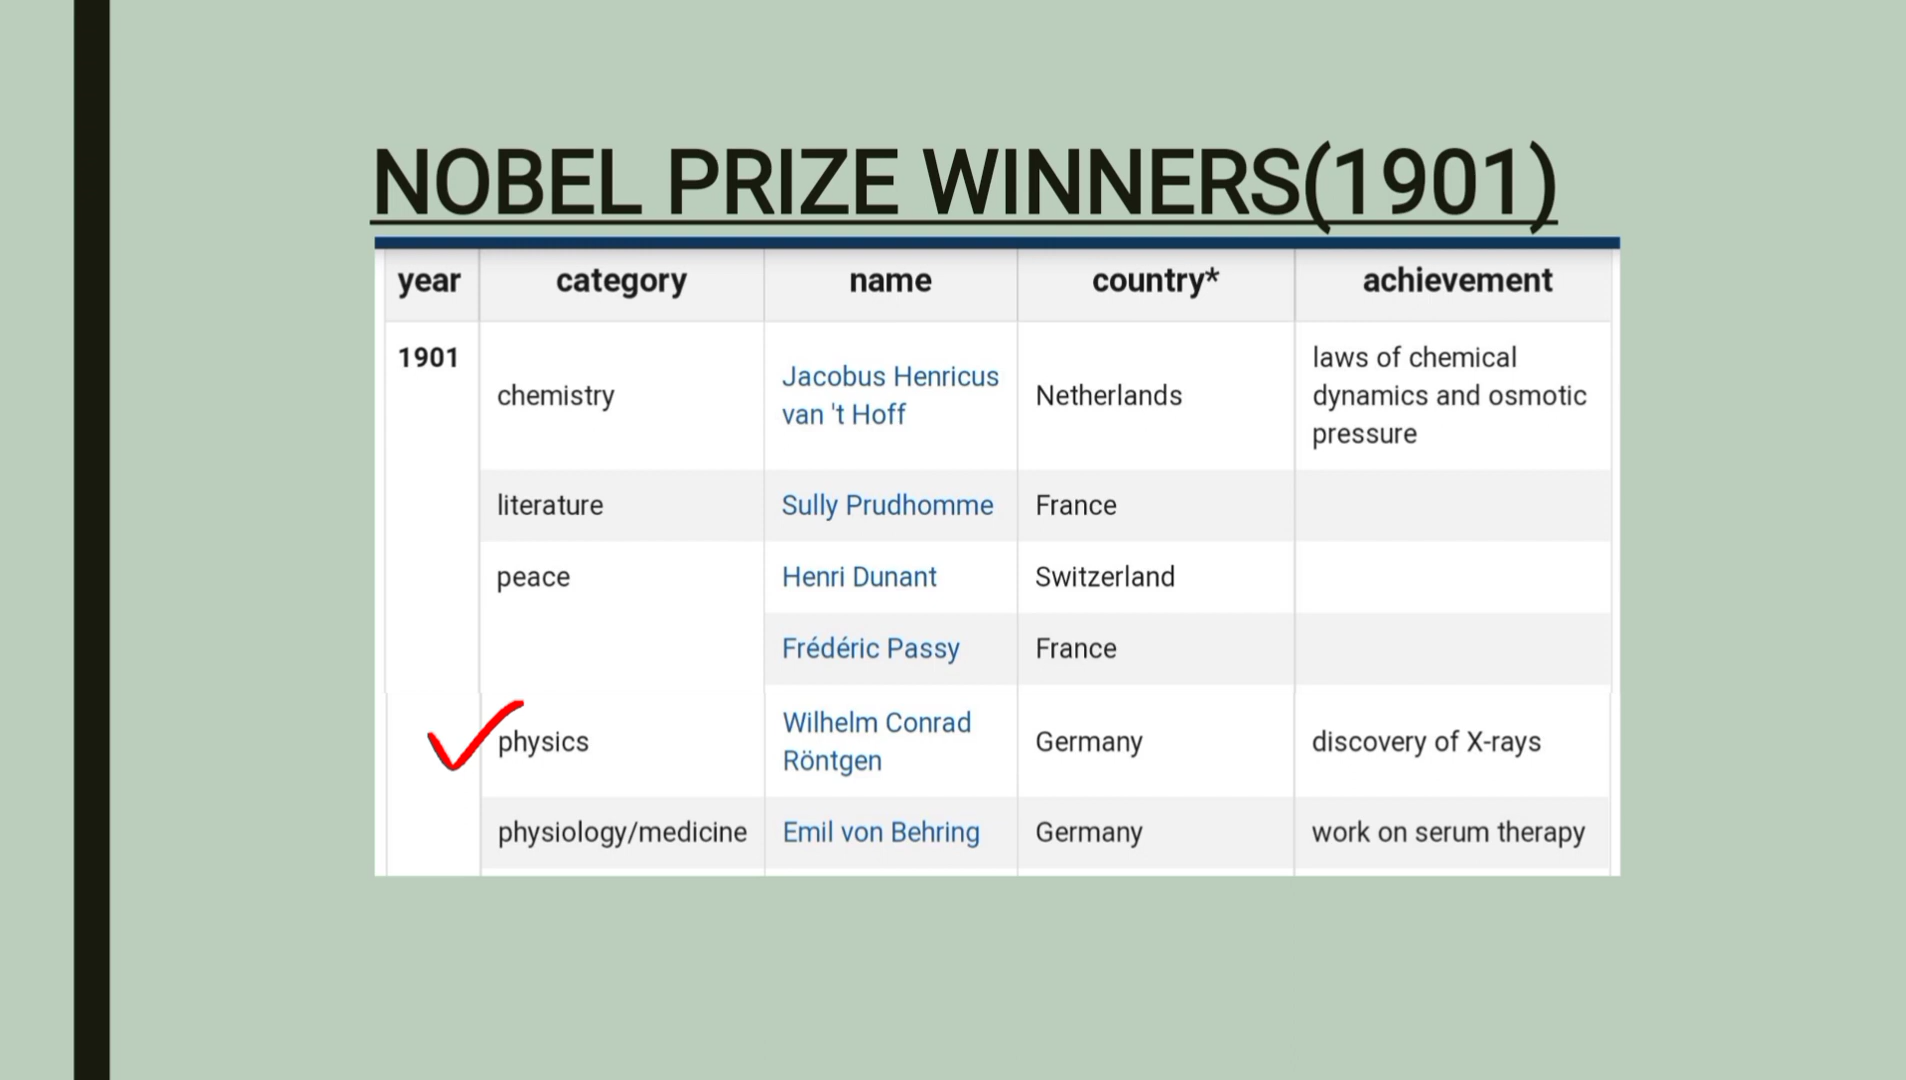 NOBEL PRIZE WINNERS(1901)
year category name country* achievement
1901 chemistry Jacobus Henricus van 't Hoff Netherlands laws of chemical dynamics and osmotic pressure
literature Sully Prudhomme France
peace Henri Dunant Switzerland
Frédéric Passy France
physics Wilhelm Conrad Röntgen Germany discovery of X-rays
physiology/medicine Emil von Behring Germany work on serum therapy